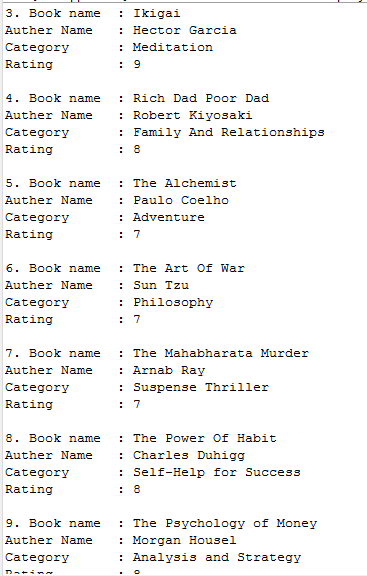 3. Book name : Ikigai
Auther Name : Hector Garcia
Category : Meditation
Rating : 9
4. Book name : Rich Dad Poor Dad
Auther Name : Robert Kiyosaki
Category : Family And Relationships
Rating : 8
5. Book name : The Alchemist
Auther Name : Paulo Coelho
Category : Adventure
Rating : 7
6. Book name : The Art Of War
Auther Name : Sun Tzu
Category : Philosophy
Rating : 7
7. Book name : The Mahabharata Murder
Auther Name : Arnab Ray
Category : Suspense Thriller
Rating : 7
8. Book name : The Power Of Habit
Auther Name : Charles Duhigg
Category : Self-Help for Success
Rating : 8
9. Book name : The Psychology of Money
Auther Name : Morgan Housel
Category : Analysis and Strategy
Rating :